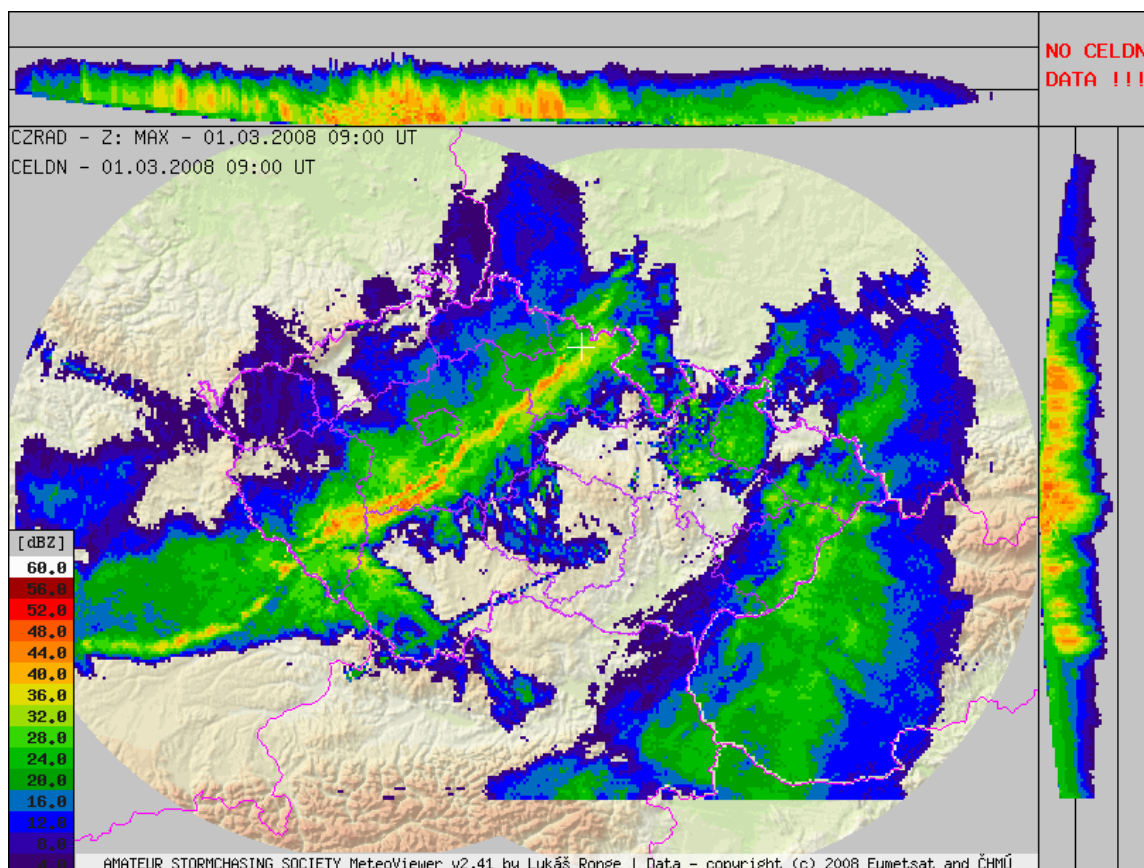 NO CELDN
DATA !!!
CZRAD - Z: MAX - 01.03.2008 09:00 UT
CELDN - 01.03.2008 09:00 UT
[dBZ]
60.0
56.0
52.0
48.0
44.0
40.0
36.0
32.0
28.0
24.0
20.0
16.0
12.0
8.0
4.0
AMATEUR STORMCHASING SOCIETY MeteoViewer v2.41 by Lukáš Ronge | Data - copyright (c) 2008 Eumetsat and ČHMÚ